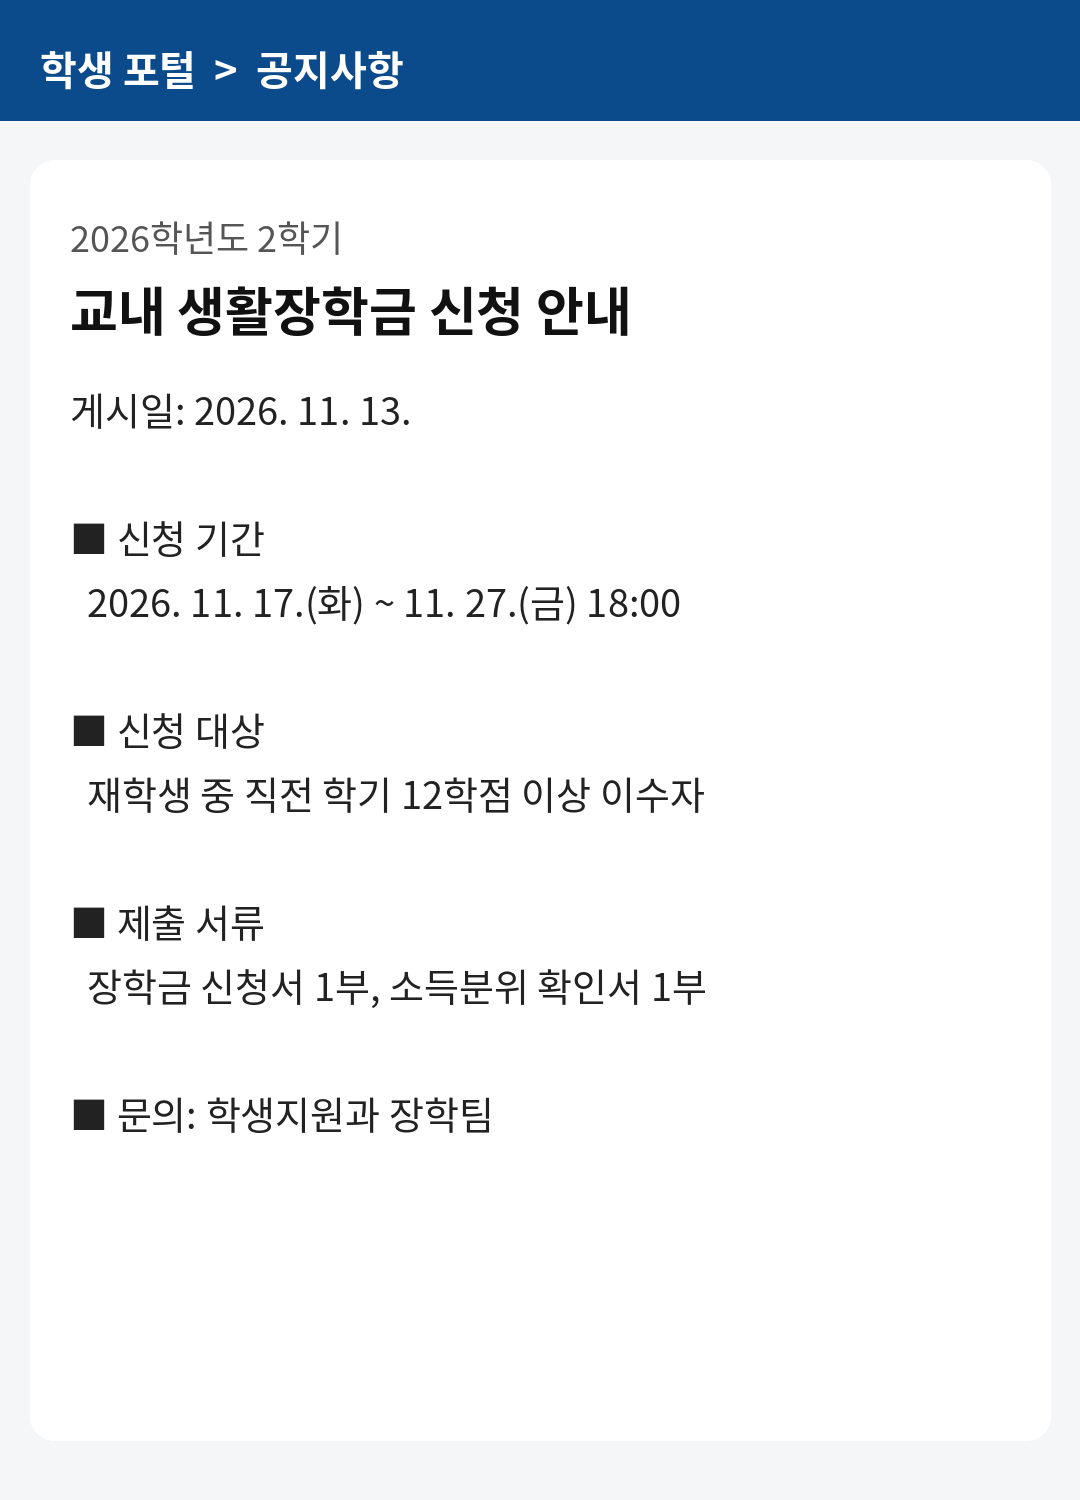 학생 포털 > 공지사항
2026학년도 2학기
교내 생활장학금 신청 안내
게시일: 2026. 11. 13.
■ 신청 기간
2026. 11. 17.(화) ~ 11. 27.(금) 18:00
■ 신청 대상
재학생 중 직전 학기 12학점 이상 이수자
■ 제출 서류
장학금 신청서 1부, 소득분위 확인서 1부
■ 문의: 학생지원과 장학팀